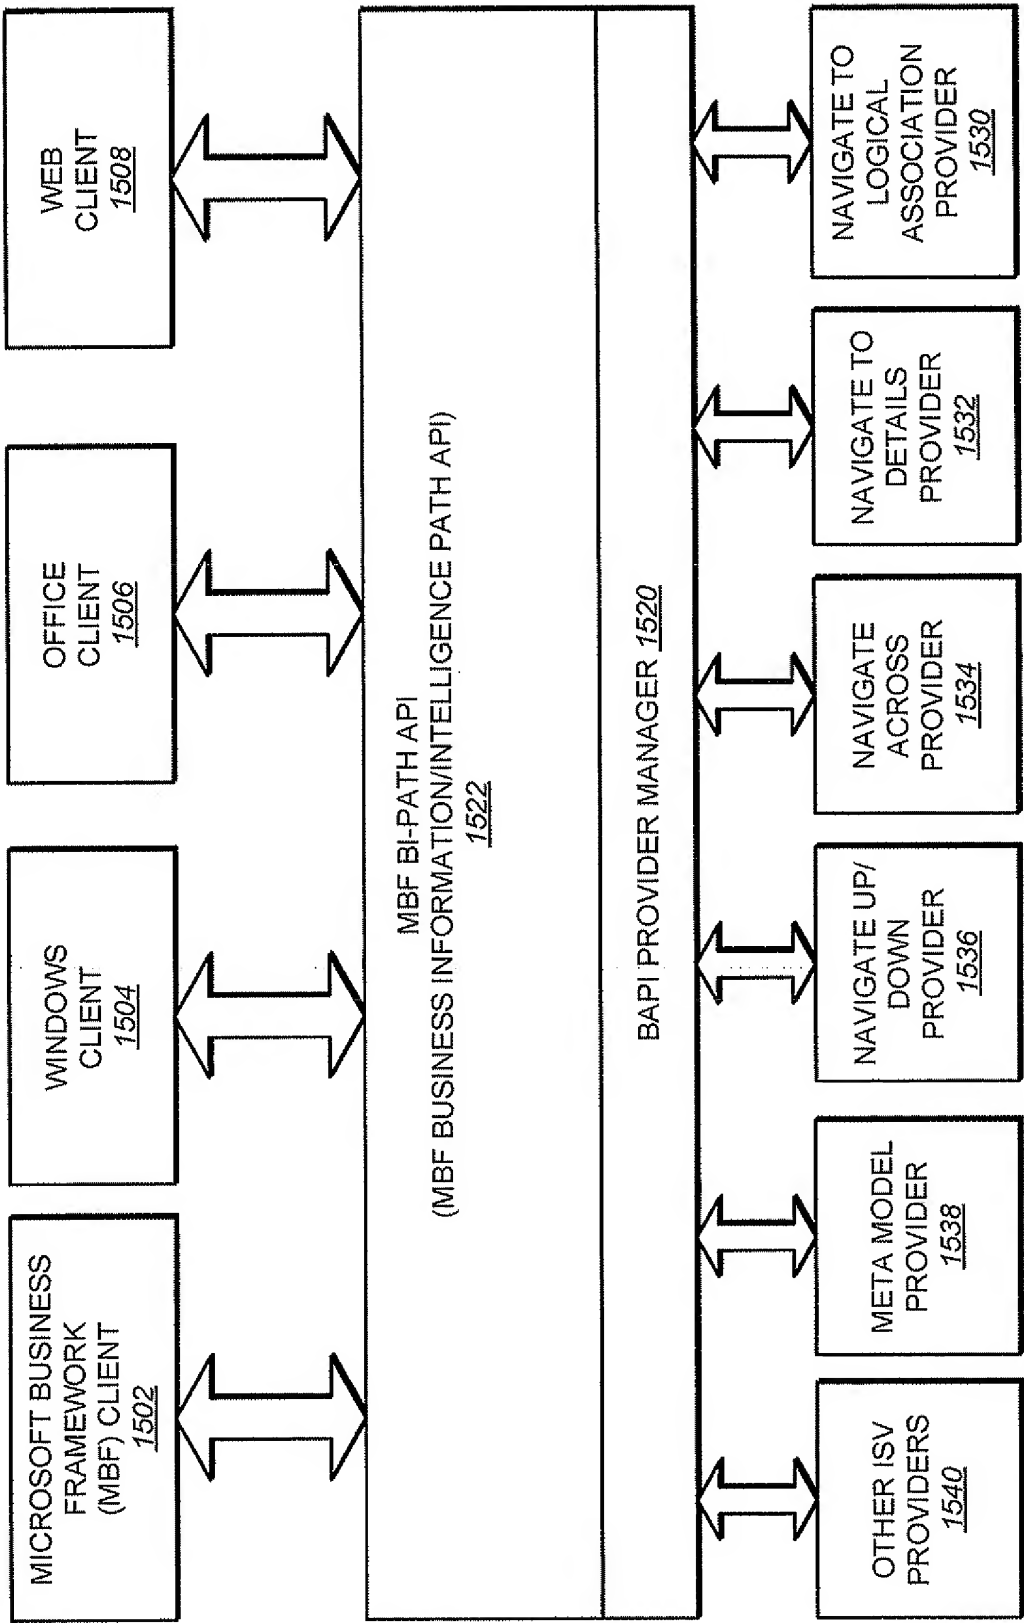 MICROSOFT BUSINESS
FRAMEWORK
(MBF) CLIENT
1502
WINDOWS
CLIENT
1504
OFFICE
CLIENT
1506
WEB
CLIENT
1508
MBF BI-PATH API
(MBF BUSINESS INFORMATION/INTELLIGENCE PATH API)
1522
BAPI PROVIDER MANAGER 1520
OTHER ISV
PROVIDERS
1540
META MODEL
PROVIDER
1538
NAVIGATE UP/
DOWN
PROVIDER
1536
NAVIGATE
ACROSS
PROVIDER
1534
NAVIGATE TO
DETAILS
PROVIDER
1532
NAVIGATE TO
LOGICAL
ASSOCIATION
PROVIDER
1530